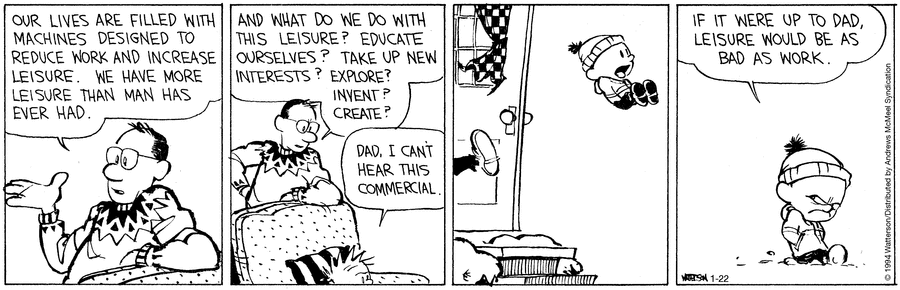 OUR LIVES ARE FILLED WITH
MACHINES DESIGNED TO
REDUCE WORK AND INCREASE
LEISURE. WE HAVE MORE
LEISURE THAN MAN HAS
EVER HAD.
AND WHAT DO WE DO WITH
THIS LEISURE? EDUCATE
OURSELVES? TAKE UP NEW
INTERESTS? EXPLORE?
INVENT?
CREATE?
DAD, I CAN'T
HEAR THIS
COMMERCIAL.
IF IT WERE UP TO DAD,
LEISURE WOULD BE AS
BAD AS WORK.
WATTERSON 1-22
© 1994 Watterson/Distributed by Andrews McMeel Syndication